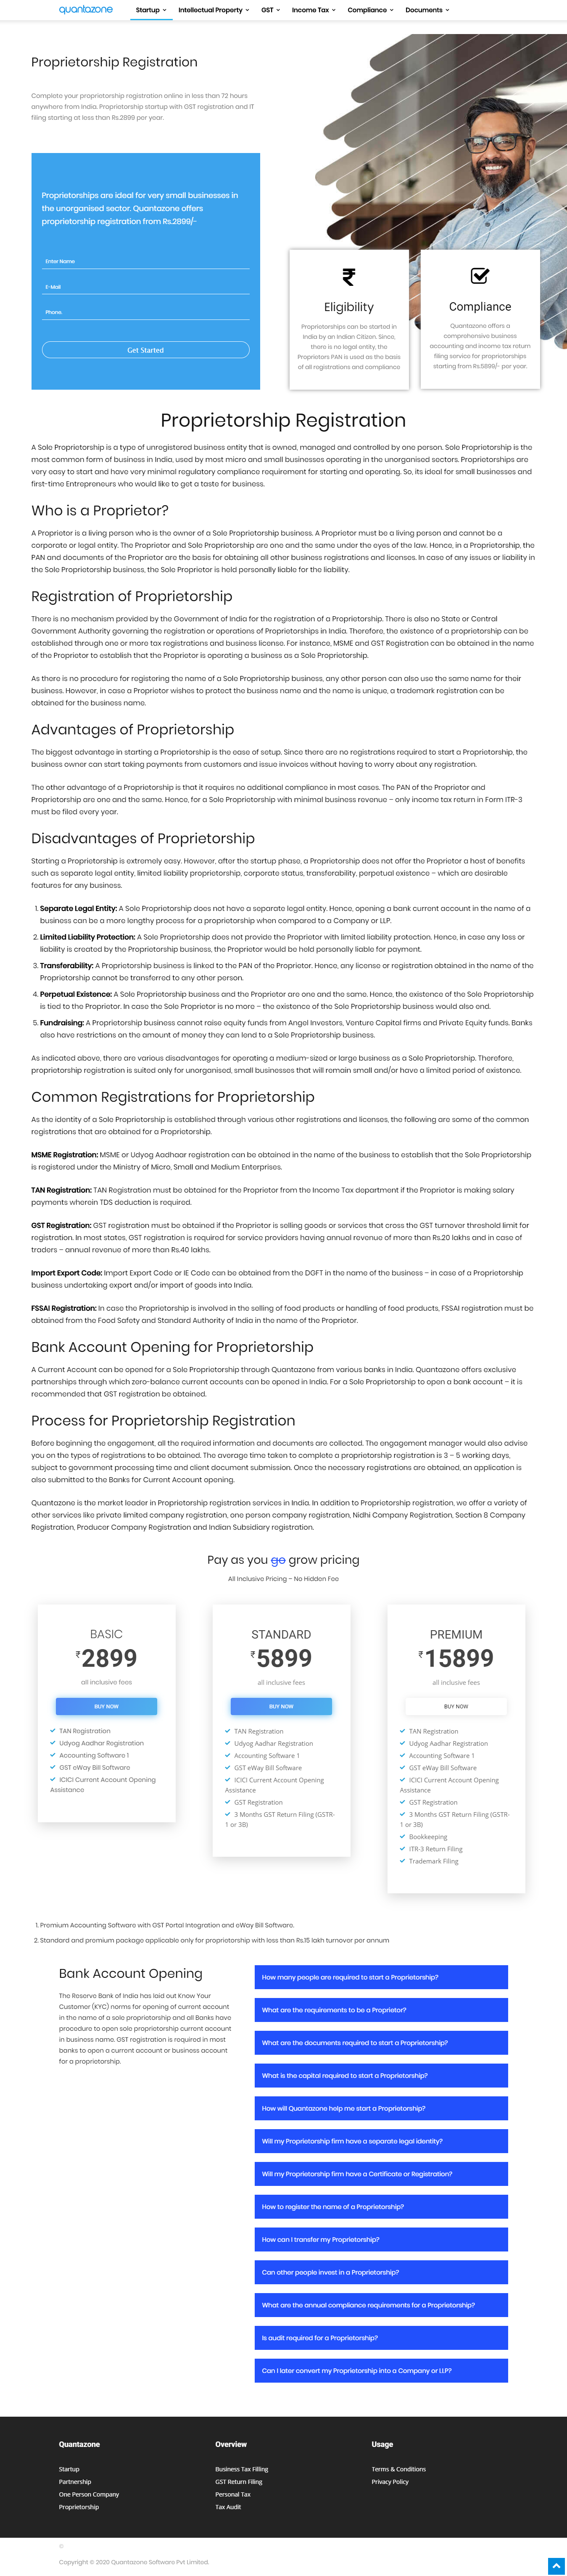 quantazone
Startup
Intellectual Property
GST
Income Tax
Compliance
Documents
Proprietorship Registration
Complete your proprietorship registration online in less than 72 hours
anywhere from India. Proprietorship startup with GST registration and IT
filing starting at less than Rs.2899 per year.
Proprietorships are ideal for very small businesses in
the unorganised sector. Quantazone offers
proprietorship registration from Rs.2899/-
Enter Name
E-Mail
Phone
Get Started
Eligibility
Proprietorships can be started in
India by an Indian Citizen. Since,
there is no legal entity, the
Proprietors PAN is used as the basis
of all registrations and compliance
Compliance
Quantazone offers a
comprehensive business
accounting and income tax return
filing service for proprietorships
starting from Rs.5899/- per year.
Proprietorship Registration
A Sole Proprietorship is a type of unregistered business entity that is owned, managed and controlled by one person. Sole Proprietorship is the
most common form of business in India, used by most micro and small businesses operating in the unorganised sectors. Proprietorships are
very easy to start and have very minimal regulatory compliance requirement for starting and operating. So, its ideal for small businesses and
first-time Entrepreneurs who would like to get a taste for business.
Who is a Proprietor?
A Proprietor is a living person who is the owner of a Sole Proprietorship business. A Proprietor must be a living person and cannot be a
corporate or legal entity. The Proprietor and Sole Proprietorship are one and the same under the eyes of the law. Hence, in a Proprietorship, the
PAN and documents of the Proprietor are the basis for obtaining all other business registrations and licenses. In case of any issues or liability in
the Sole Proprietorship business, the Sole Proprietor is held personally liable for the liability.
Registration of Proprietorship
There is no mechanism provided by the Government of India for the registration of a Proprietorship. There is also no State or Central
Government Authority governing the registration or operations of Proprietorships in India. Therefore, the existence of a proprietorship can be
established through one or more tax registrations and business license. For instance, MSME and GST Registration can be obtained in the name
of the Proprietor to establish that the Proprietor is operating a business as a Sole Proprietorship.
As there is no procedure for registering the name of a Sole Proprietorship business, any other person can also use the same name for their
business. However, in case a Proprietor wishes to protect the business name and the name is unique, a trademark registration can be
obtained for the business name.
Advantages of Proprietorship
The biggest advantage in starting a Proprietorship is the ease of setup. Since there are no registrations required to start a Proprietorship, the
business owner can start taking payments from customers and issue invoices without having to worry about any registration.
The other advantage of a Proprietorship is that it requires no additional compliance in most cases. The PAN of the Proprietor and
Proprietorship are one and the same. Hence, for a Sole Proprietorship with minimal business revenue – only income tax return in Form ITR-3
must be filed every year.
Disadvantages of Proprietorship
Starting a Proprietorship is extremely easy. However, after the startup phase, a Proprietorship does not offer the Proprietor a host of benefits
such as separate legal entity, limited liability proprietorship, corporate status, transferability, perpetual existence – which are desirable
features for any business.
1. Separate Legal Entity: A Sole Proprietorship does not have a separate legal entity. Hence, opening a bank current account in the name of a
business can be a more lengthy process for a proprietorship when compared to a Company or LLP.
2. Limited Liability Protection: A Sole Proprietorship does not provide the Proprietor with limited liability protection. Hence, in case any loss or
liability is created by the Proprietorship business, the Proprietor would be held personally liable for payment.
3. Transferability: A Proprietorship business is linked to the PAN of the Proprietor. Hence, any license or registration obtained in the name of the
Proprietorship cannot be transferred to any other person.
4. Perpetual Existence: A Sole Proprietorship business and the Proprietor are one and the same. Hence, the existence of the Sole Proprietorship
is tied to the Proprietor. In case the Sole Proprietor is no more – the existence of the Sole Proprietorship business would also end.
5. Fundraising: A Proprietorship business cannot raise equity funds from Angel Investors, Venture Capital firms and Private Equity funds. Banks
also have restrictions on the amount of money they can lend to a Sole Proprietorship business.
As indicated above, there are various disadvantages for operating a medium-sized or large business as a Sole Proprietorship. Therefore,
proprietorship registration is suited only for unorganised, small businesses that will remain small and/or have a limited period of existence.
Common Registrations for Proprietorship
As the identity of a Sole Proprietorship is established through various other registrations and licenses, the following are some of the common
registrations that are obtained for a Proprietorship.
MSME Registration: MSME or Udyog Aadhaar registration can be obtained in the name of the business to establish that the Sole Proprietorship
is registered under the Ministry of Micro, Small and Medium Enterprises.
TAN Registration: TAN Registration must be obtained for the Proprietor from the Income Tax department if the Proprietor is making salary
payments wherein TDS deduction is required.
GST Registration: GST registration must be obtained if the Proprietor is selling goods or services that cross the GST turnover threshold limit for
registration. In most states, GST registration is required for service providers having annual revenue of more than Rs.20 lakhs and in case of
traders – annual revenue of more than Rs.40 lakhs.
Import Export Code: Import Export Code or IE Code can be obtained from the DGFT in the name of the business – in case of a Proprietorship
business undertaking export and/or import of goods into India.
FSSAI Registration: In case the Proprietorship is involved in the selling of food products or handling of food products, FSSAI registration must be
obtained from the Food Safety and Standard Authority of India in the name of the Proprietor.
Bank Account Opening for Proprietorship
A Current Account can be opened for a Sole Proprietorship through Quantazone from various banks in India. Quantazone offers exclusive
partnerships through which zero-balance current accounts can be opened in India. For a Sole Proprietorship to open a bank account – it is
recommended that GST registration be obtained.
Process for Proprietorship Registration
Before beginning the engagement, all the required information and documents are collected. The engagement manager would also advise
you on the types of registrations to be obtained. The average time taken to complete a proprietorship registration is 3 – 5 working days,
subject to government processing time and client document submission. Once the necessary registrations are obtained, an application is
also submitted to the Banks for Current Account opening.
Quantazone is the market leader in Proprietorship registration services in India. In addition to Proprietorship registration, we offer a variety of
other services like private limited company registration, one person company registration, Nidhi Company Registration, Section 8 Company
Registration, Producer Company Registration and Indian Subsidiary registration.
Pay as you go grow pricing
All Inclusive Pricing – No Hidden Fee
BASIC
₹2899
all inclusive fees
BUY NOW
TAN Registration
Udyog Aadhar Registration
Accounting Software 1
GST eWay Bill Software
ICICI Current Account Opening
Assistance
STANDARD
₹5899
all inclusive fees
BUY NOW
TAN Registration
Udyog Aadhar Registration
Accounting Software 1
GST eWay Bill Software
ICICI Current Account Opening
Assistance
GST Registration
3 Months GST Return Filing (GSTR-
1 or 3B)
PREMIUM
₹15899
all inclusive fees
BUY NOW
TAN Registration
Udyog Aadhar Registration
Accounting Software 1
GST eWay Bill Software
ICICI Current Account Opening
Assistance
GST Registration
3 Months GST Return Filing (GSTR-
1 or 3B)
Bookkeeping
ITR-3 Return Filing
Trademark Filing
1. Premium Accounting Software with GST Portal Integration and eWay Bill Software.
2. Standard and premium package applicable only for proprietorship with less than Rs.15 lakh turnover per annum
Bank Account Opening
The Reserve Bank of India has laid out Know Your
Customer (KYC) norms for opening of current account
in the name of a sole proprietorship and all Banks have
procedure to open sole proprietorship current account
in business name, GST registration is required in most
banks to open a current account or business account
for a proprietorship.
How many people are required to start a Proprietorship?
What are the requirements to be a Proprietor?
What are the documents required to start a Proprietorship?
What is the capital required to start a Proprietorship?
How will Quantazone help me start a Proprietorship?
Will my Proprietorship firm have a separate legal identity?
Will my Proprietorship firm have a Certificate or Registration?
How to register the name of a Proprietorship?
How can I transfer my Proprietorship?
Can other people invest in a Proprietorship?
What are the annual compliance requirements for a Proprietorship?
Is audit required for a Proprietorship?
Can I later convert my Proprietorship into a Company or LLP?
Quantazone
Startup
Partnership
One Person Company
Proprietorship
Overview
Business Tax Filling
GST Return Filing
Personal Tax
Tax Audit
Usage
Terms & Conditions
Privacy Policy
©
Copyright © 2020 Quantazone Software Pvt Limited.